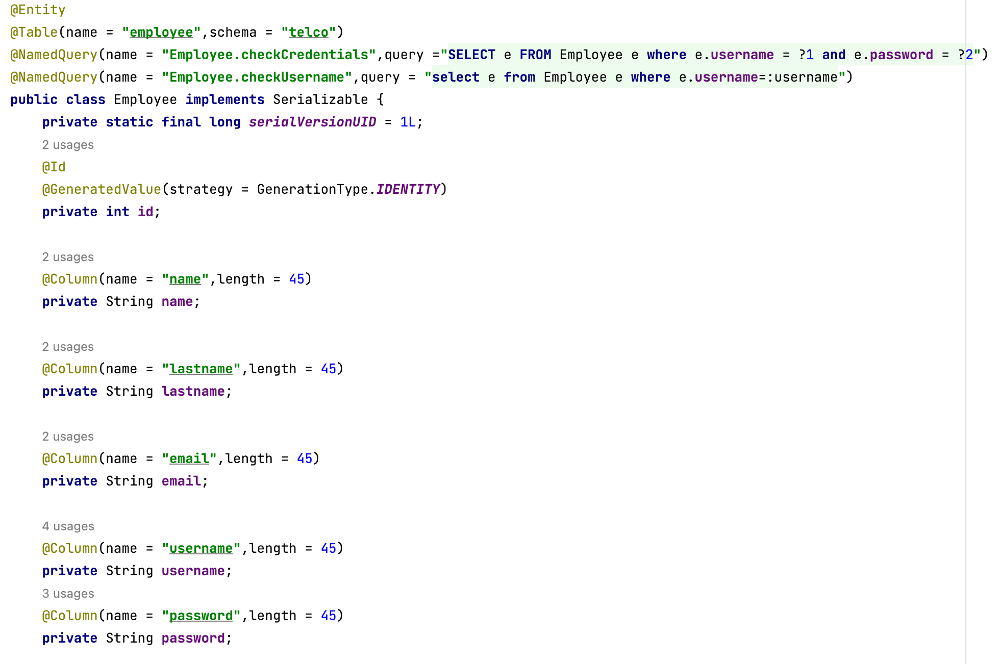 @Entity
@Table(name = "employee",schema = "telco")
@NamedQuery(name = "Employee.checkCredentials",query ="SELECT e FROM Employee e where e.username = ?1 and e.password = ?2")
@NamedQuery(name = "Employee.checkUsername",query = "select e from Employee e where e.username=:username")
public class Employee implements Serializable {
    private static final long serialVersionUID = 1L;
    2 usages
    @Id
    @GeneratedValue(strategy = GenerationType.IDENTITY)
    private int id;
    2 usages
    @Column(name = "name",length = 45)
    private String name;
    2 usages
    @Column(name = "lastname",length = 45)
    private String lastname;
    2 usages
    @Column(name = "email",length = 45)
    private String email;
    4 usages
    @Column(name = "username",length = 45)
    private String username;
    3 usages
    @Column(name = "password",length = 45)
    private String password;